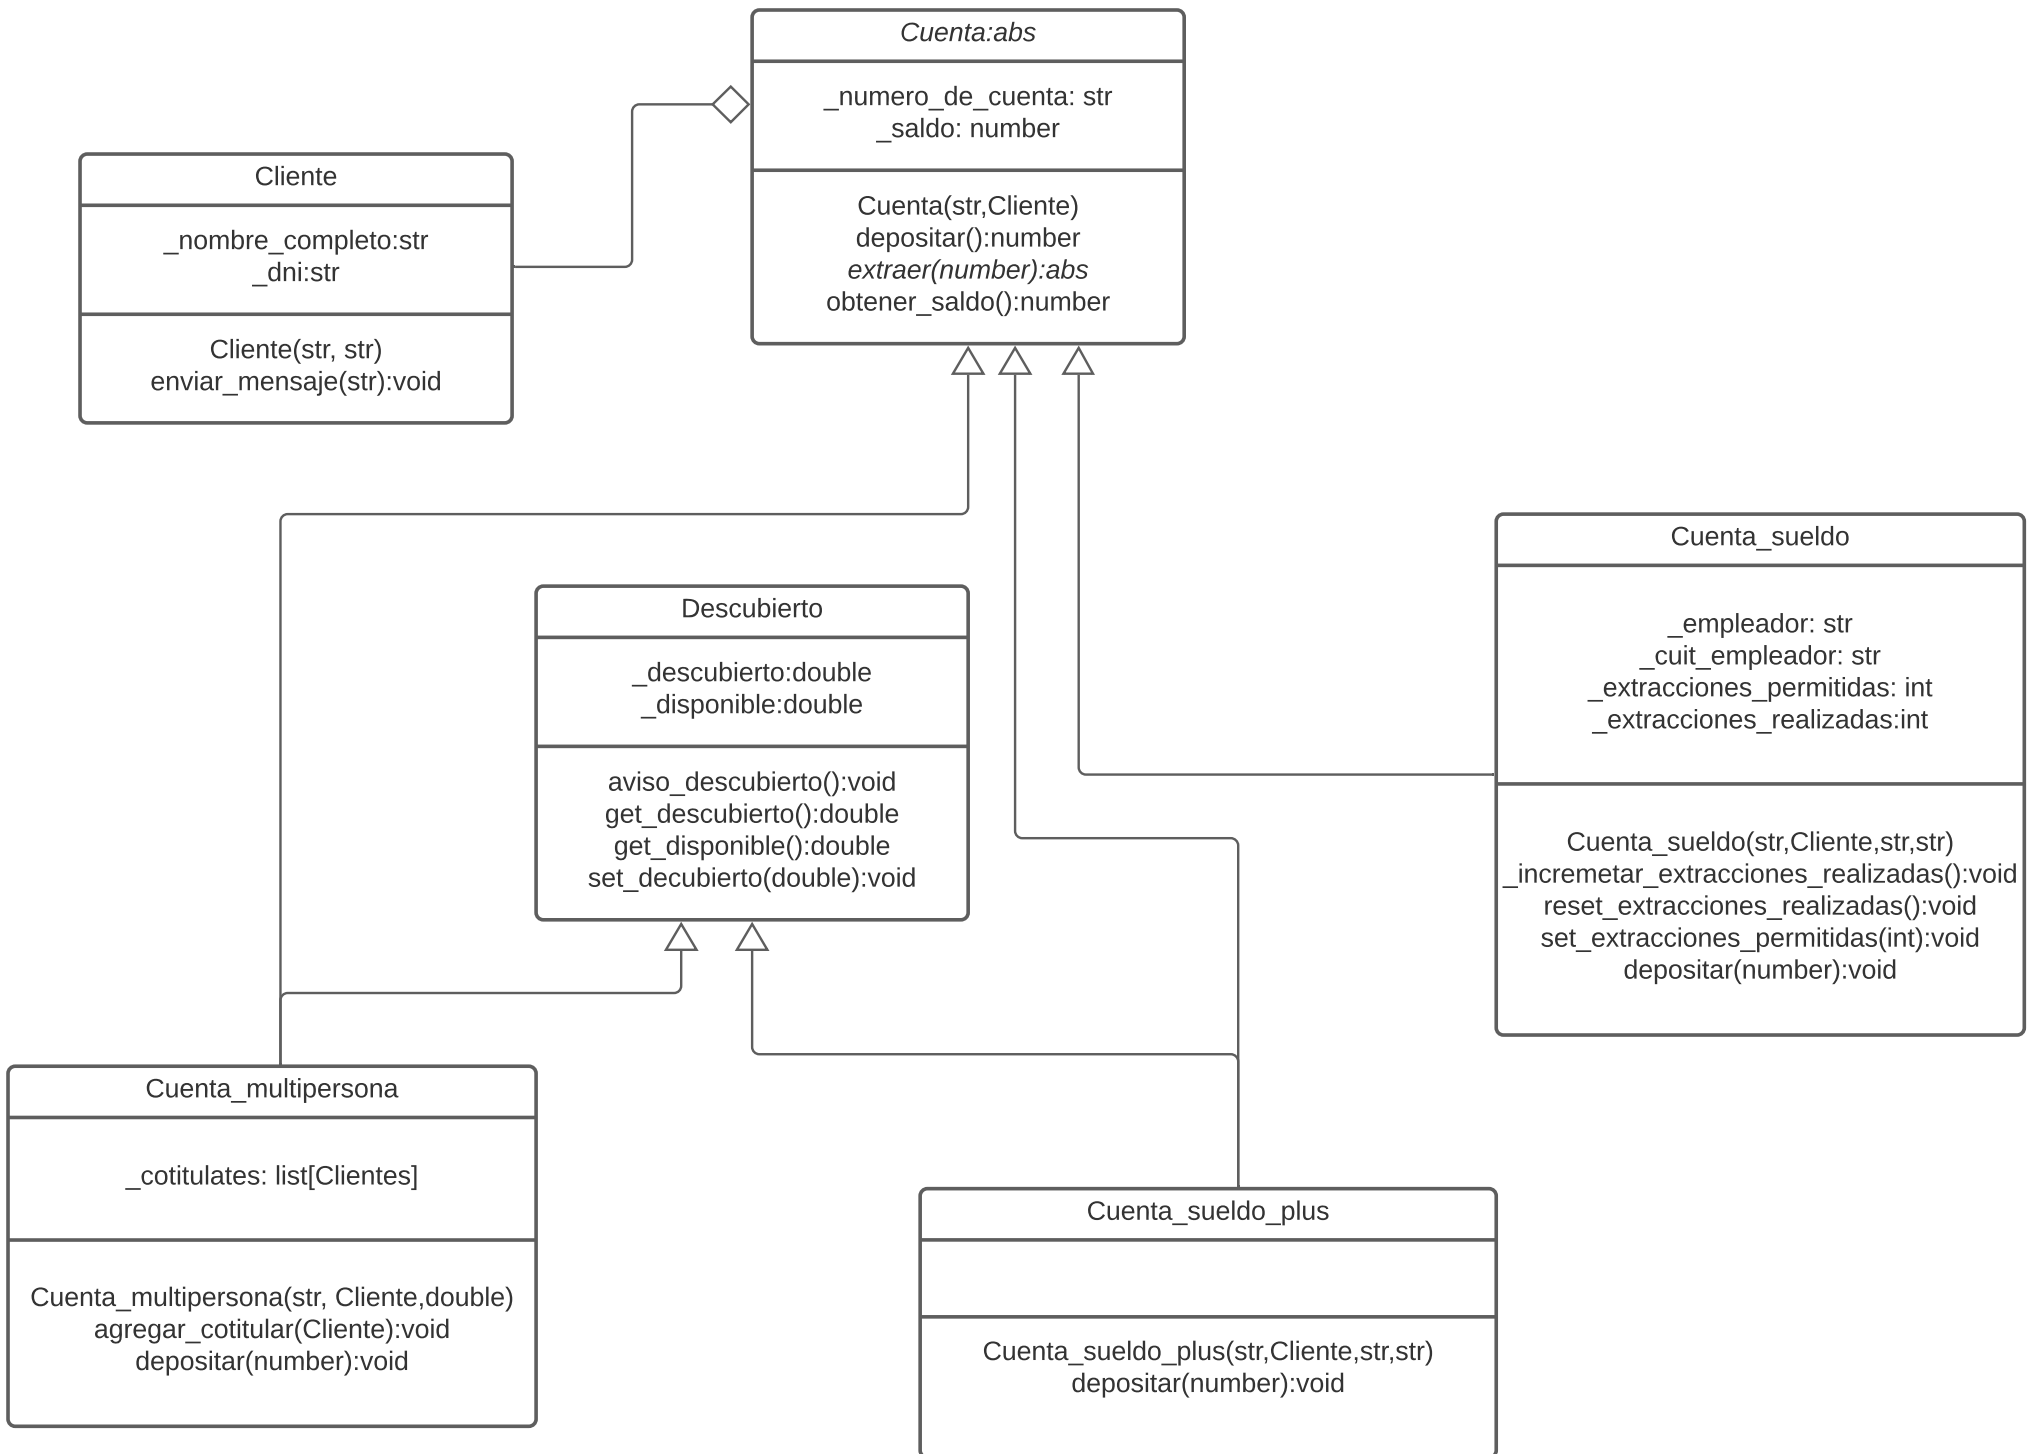 Cuenta:abs
_numero_de_cuenta: str
_saldo: number
Cuenta(str,Cliente)
depositar():number
extraer(number):abs
obtener_saldo():number
Cliente
_nombre_completo:str
_dni:str
Cliente(str, str)
enviar_mensaje(str):void
Cuenta_sueldo
_empleador: str
_cuit_empleador: str
_extracciones_permitidas: int
_extracciones_realizadas:int
Cuenta_sueldo(str,Cliente,str,str)
_incremetar_extracciones_realizadas():void
reset_extracciones_realizadas():void
set_extracciones_permitidas(int):void
depositar(number):void
Descubierto
_descubierto:double
_disponible:double
aviso_descubierto():void
get_descubierto():double
get_disponible():double
set_decubierto(double):void
Cuenta_multipersona
_cotitulates: list[Clientes]
Cuenta_multipersona(str, Cliente,double)
agregar_cotitular(Cliente):void
depositar(number):void
Cuenta_sueldo_plus
Cuenta_sueldo_plus(str,Cliente,str,str)
depositar(number):void